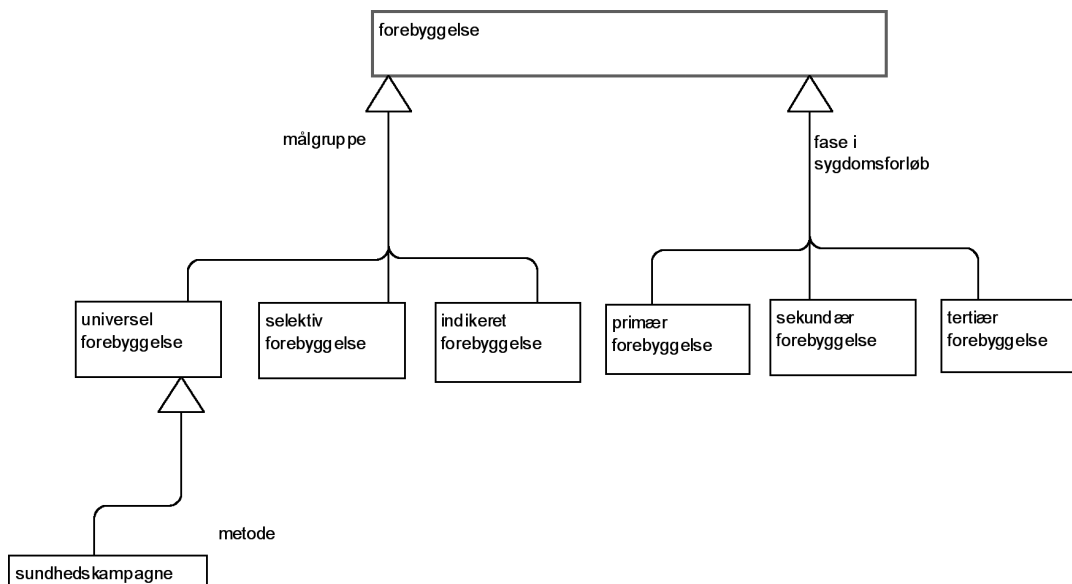 forebyggelse
målgruppe
fase i
sygdomsforløb
universel
forebyggelse
selektiv
forebyggelse
indikeret
forebyggelse
primær
forebyggelse
sekundær
forebyggelse
tertiær
forebyggelse
metode
sundhedskampagne